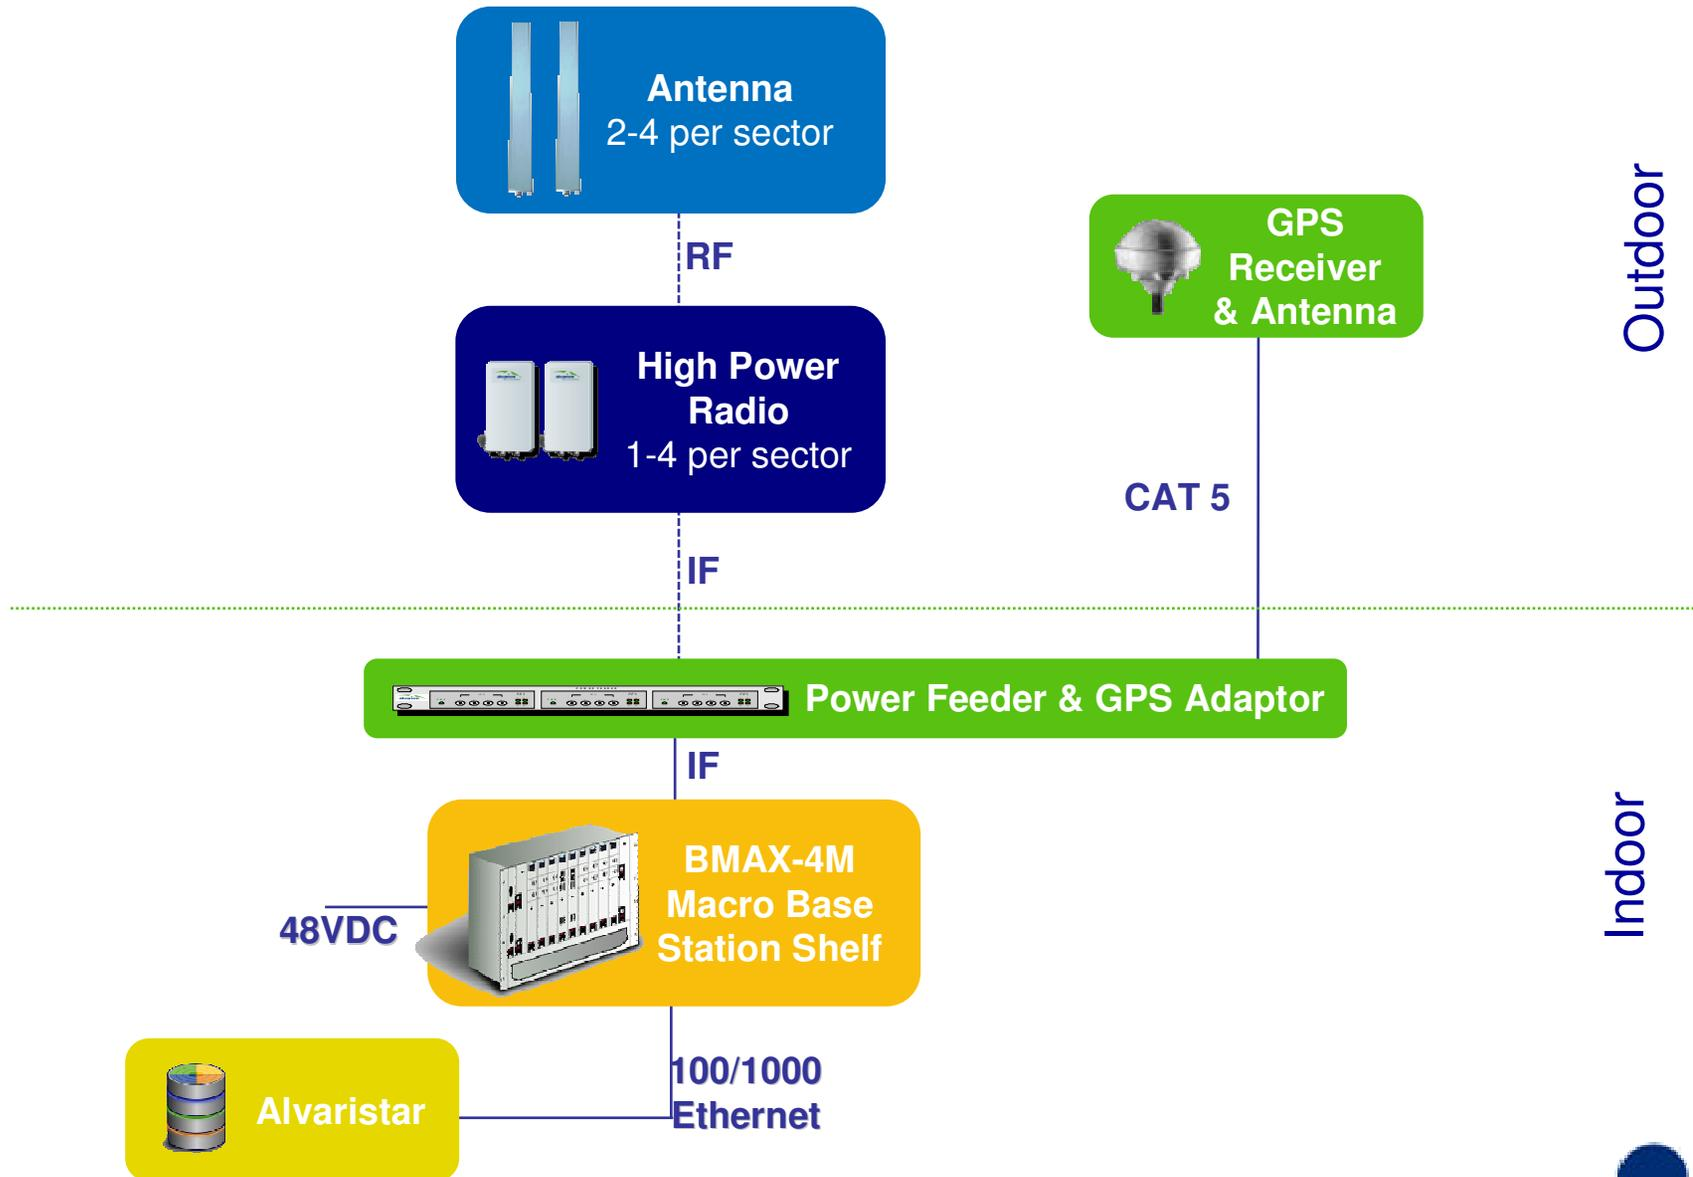 Antenna
2-4 per sector
RF
GPS
Receiver
& Antenna
Outdoor
High Power
Radio
1-4 per sector
CAT 5
IF
Power Feeder & GPS Adaptor
IF
BMAX-4M
Macro Base
Station Shelf
48VDC
Indoor
100/1000
Ethernet
Alvaristar